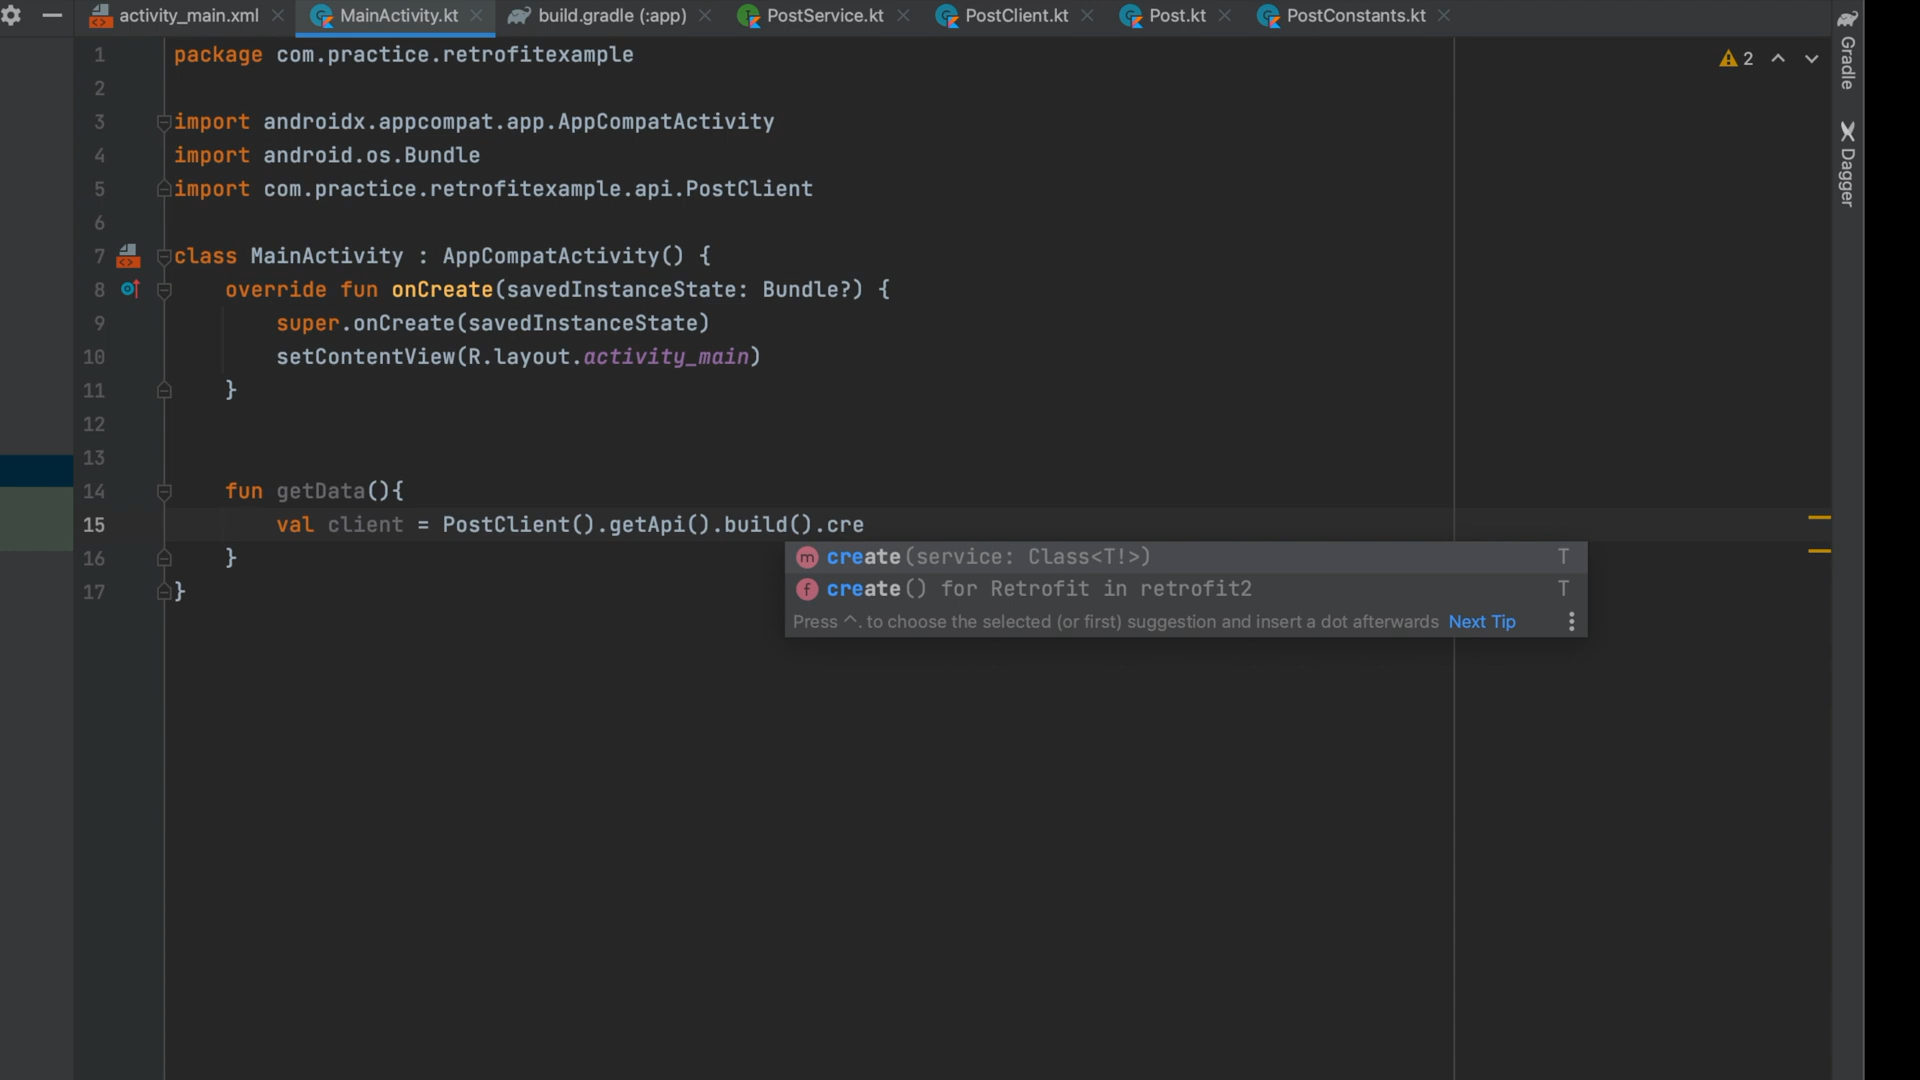 activity_main.xml MainActivity.kt build.gradle (:app) PostService.kt PostClient.kt Post.kt PostConstants.kt
1 package com.practice.retrofitexample
2
3 import androidx.appcompat.app.AppCompatActivity
4 import android.os.Bundle
5 import com.practice.retrofitexample.api.PostClient
6
7 class MainActivity : AppCompatActivity() {
8 override fun onCreate(savedInstanceState: Bundle?) {
9 super.onCreate(savedInstanceState)
10 setContentView(R.layout.activity_main)
11 }
12
13
14 fun getData(){
15 val client = PostClient().getApi().build().cre
16 }
17 }
create(service: Class<T!>) T
create() for Retrofit in retrofit2 T
Press ^. to choose the selected (or first) suggestion and insert a dot afterwards Next Tip
2
Gradle
Dagger